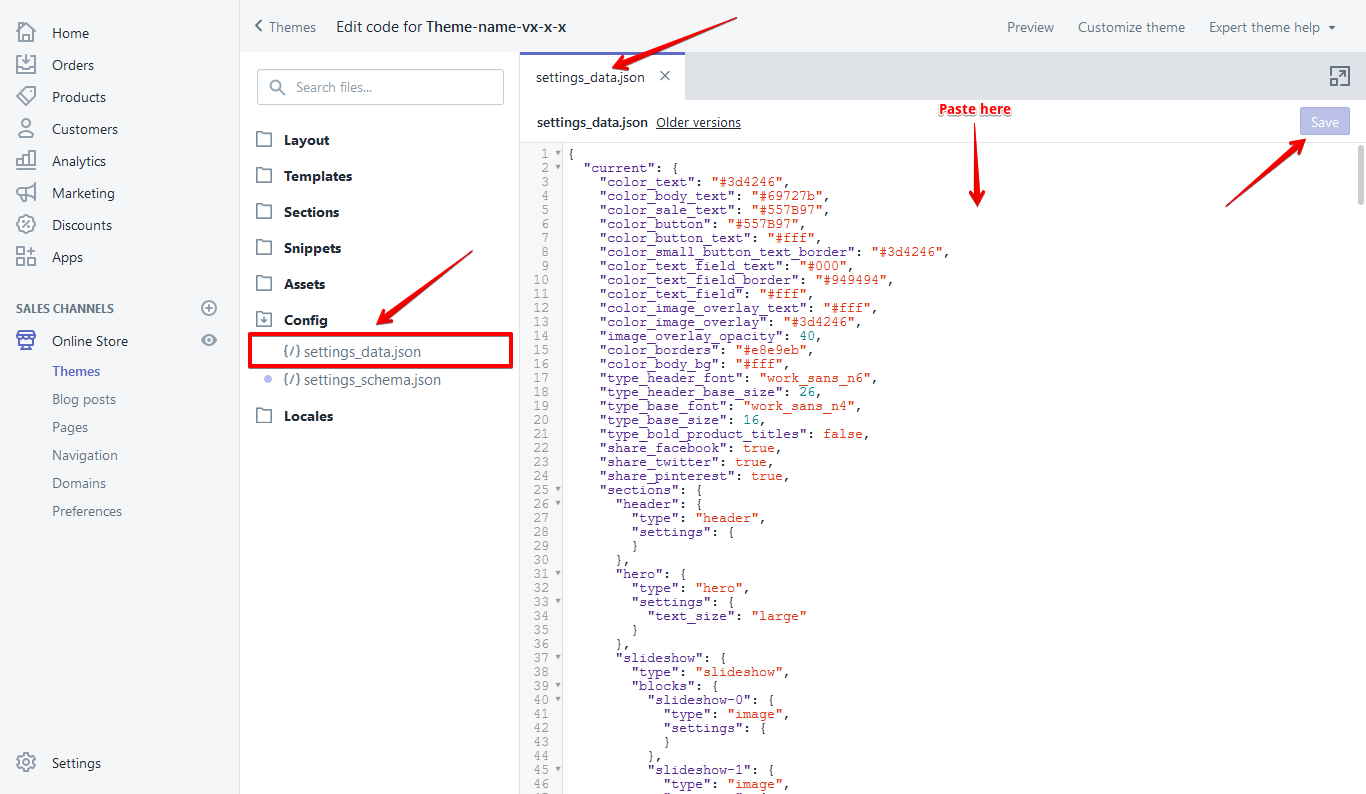 Home
Orders
Products
Customers
Analytics
Marketing
Discounts
Apps
SALES CHANNELS
Online Store
Themes
Blog posts
Pages
Navigation
Domains
Preferences
Settings
Themes
Edit code for Theme-name-vx-x-x
Preview
Customize theme
Expert theme help
Search files...
Layout
Templates
Sections
Snippets
Assets
Config
{/} settings_data.json
{/} settings_schema.json
Locales
settings_data.json ×
settings_data.json Older versions
Paste here
Save
1 {
2 "current": {
3 "color_text": "#3d4246",
4 "color_body_text": "#69727b",
5 "color_sale_text": "#557B97",
6 "color_button": "#557B97",
7 "color_button_text": "#fff",
8 "color_small_button_text_border": "#3d4246",
9 "color_text_field_text": "#000",
10 "color_text_field_border": "#949494",
11 "color_text_field": "#fff",
12 "color_image_overlay_text": "#fff",
13 "color_image_overlay": "#3d4246",
14 "image_overlay_opacity": 40,
15 "color_borders": "#e8e9eb",
16 "color_body_bg": "#fff",
17 "type_header_font": "work_sans_n6",
18 "type_header_base_size": 26,
19 "type_base_font": "work_sans_n4",
20 "type_base_size": 16,
21 "type_bold_product_titles": false,
22 "share_facebook": true,
23 "share_twitter": true,
24 "share_pinterest": true,
25 "sections": {
26 "header": {
27 "type": "header",
28 "settings": {
29 }
30 },
31 "hero": {
32 "type": "hero",
33 "settings": {
34 "text_size": "large"
35 }
36 },
37 "slideshow": {
38 "type": "slideshow",
39 "blocks": {
40 "slideshow-0": {
41 "type": "image",
42 "settings": {
43 }
44 },
45 "slideshow-1": {
46 "type": "image",